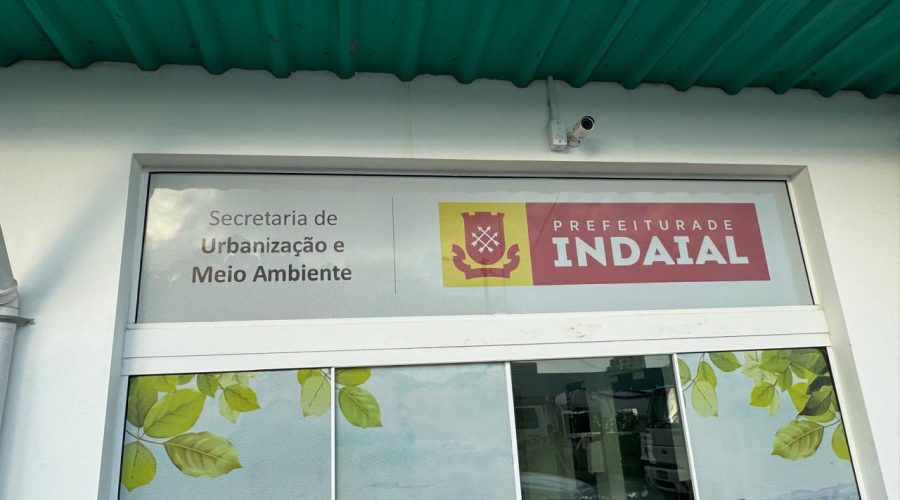 Secretaria de
Urbanização e
Meio Ambiente
PREFEITURA DE
INDAIAL